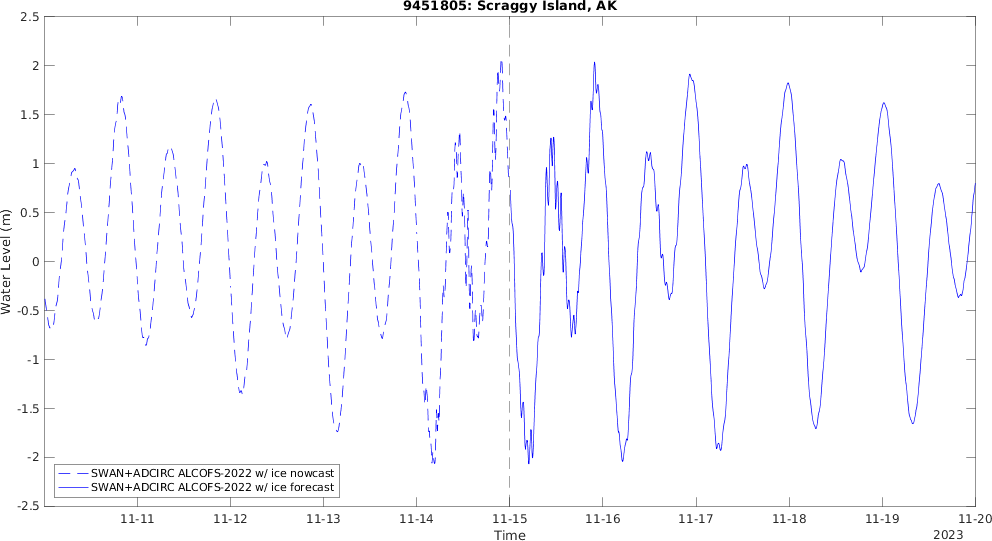 9451805: Scraggy Island, AK
2.5
2
1.5
1
0.5
0
-0.5
-1
-1.5
-2
-2.5
Water Level (m)
SWAN+ADCIRC ALCOFS-2022 w/ ice nowcast
SWAN+ADCIRC ALCOFS-2022 w/ ice forecast
11-11 11-12 11-13 11-14 11-15 11-16 11-17 11-18 11-19 11-20
Time
2023